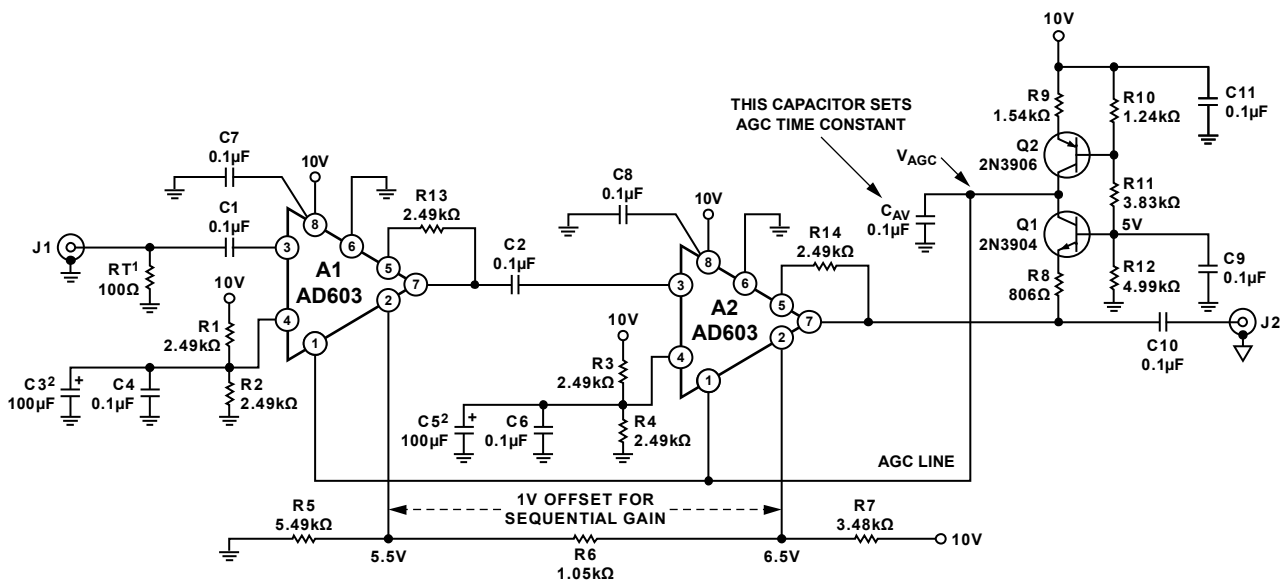 10V
THIS CAPACITOR SETS
AGC TIME CONSTANT
R9
1.54kΩ
R10
1.24kΩ
C11
0.1µF
Q2
2N3906
VAGC
C7
0.1µF
10V
R13
2.49kΩ
C8
0.1µF
10V
CAV
0.1µF
R11
3.83kΩ
Q1
2N3904
5V
R14
2.49kΩ
C1
0.1µF
J1
RT1
100Ω
8
6
3
5
7
2
4
1
A1
AD603
C2
0.1µF
R8
806Ω
R12
4.99kΩ
C9
0.1µF
8
6
3
5
7
2
4
1
A2
AD603
10V
R1
2.49kΩ
C10
0.1µF
J2
10V
R3
2.49kΩ
C32
100µF
+
C4
0.1µF
R2
2.49kΩ
C52
100µF
+
C6
0.1µF
R4
2.49kΩ
AGC LINE
R5
5.49kΩ
1V OFFSET FOR
SEQUENTIAL GAIN
R7
3.48kΩ
5.5V
R6
1.05kΩ
6.5V
10V